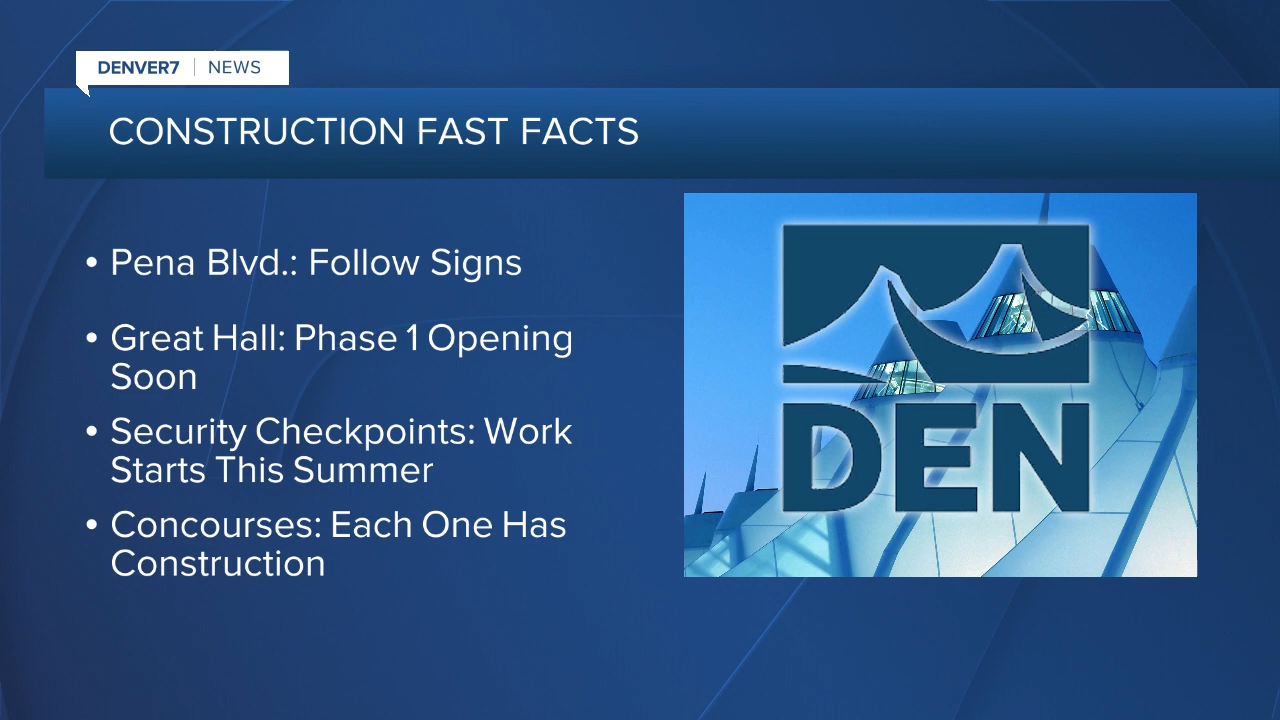 DENVER7 | NEWS
CONSTRUCTION FAST FACTS
• Pena Blvd.: Follow Signs
• Great Hall: Phase 1 Opening
Soon
• Security Checkpoints: Work
Starts This Summer
• Concourses: Each One Has
Construction
DEN